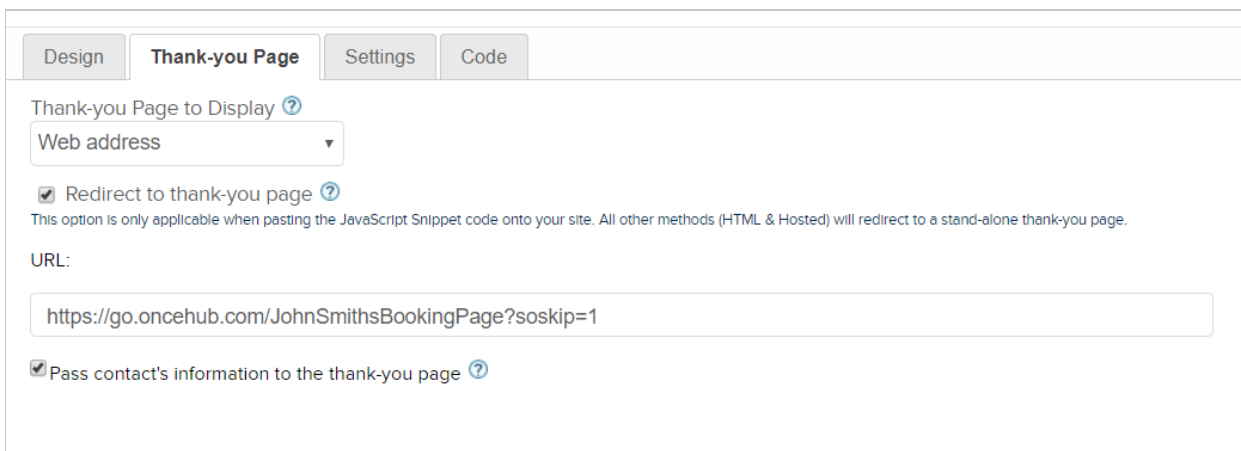 Design Thank-you Page Settings Code
Thank-you Page to Display ?
Web address
Redirect to thank-you page ?
This option is only applicable when pasting the JavaScript Snippet code onto your site. All other methods (HTML & Hosted) will redirect to a stand-alone thank-you page.
URL:
https://go.oncehub.com/JohnSmithsBookingPage?soskip=1
Pass contact's information to the thank-you page ?